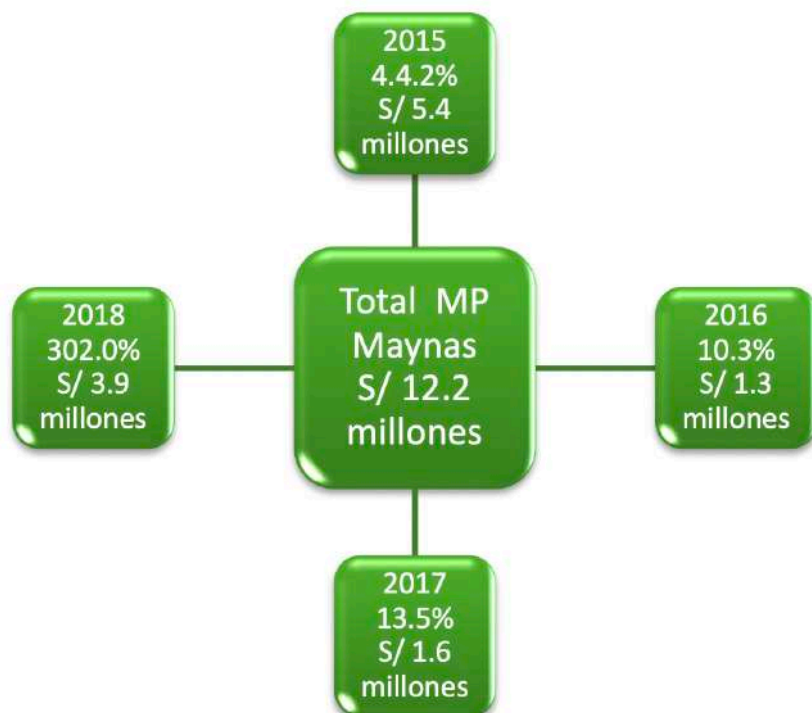 2015
4.4.2%
S/ 5.4
millones
2018
302.0%
S/ 3.9
millones
Total  MP
Maynas
S/ 12.2
millones
2016
10.3%
S/ 1.3
millones
2017
13.5%
S/ 1.6
millones